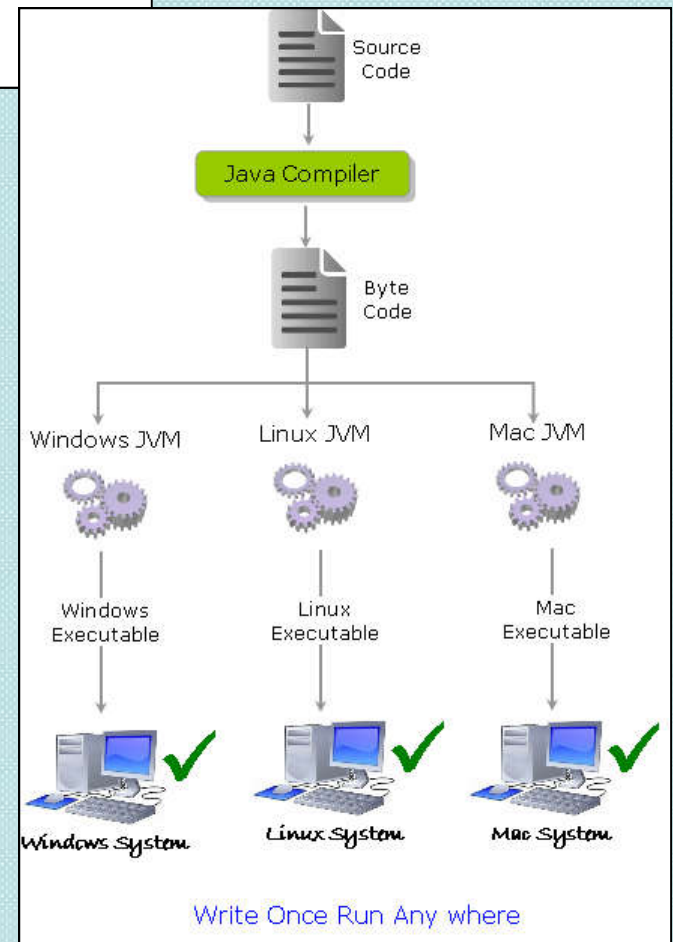 Source
Code
Java Compiler
Byte
Code
Windows JVM
Linux JVM
Mac JVM
Windows
Executable
Linux
Executable
Mac
Executable
Windows System
Linux System
Mac System
Write Once Run Any where